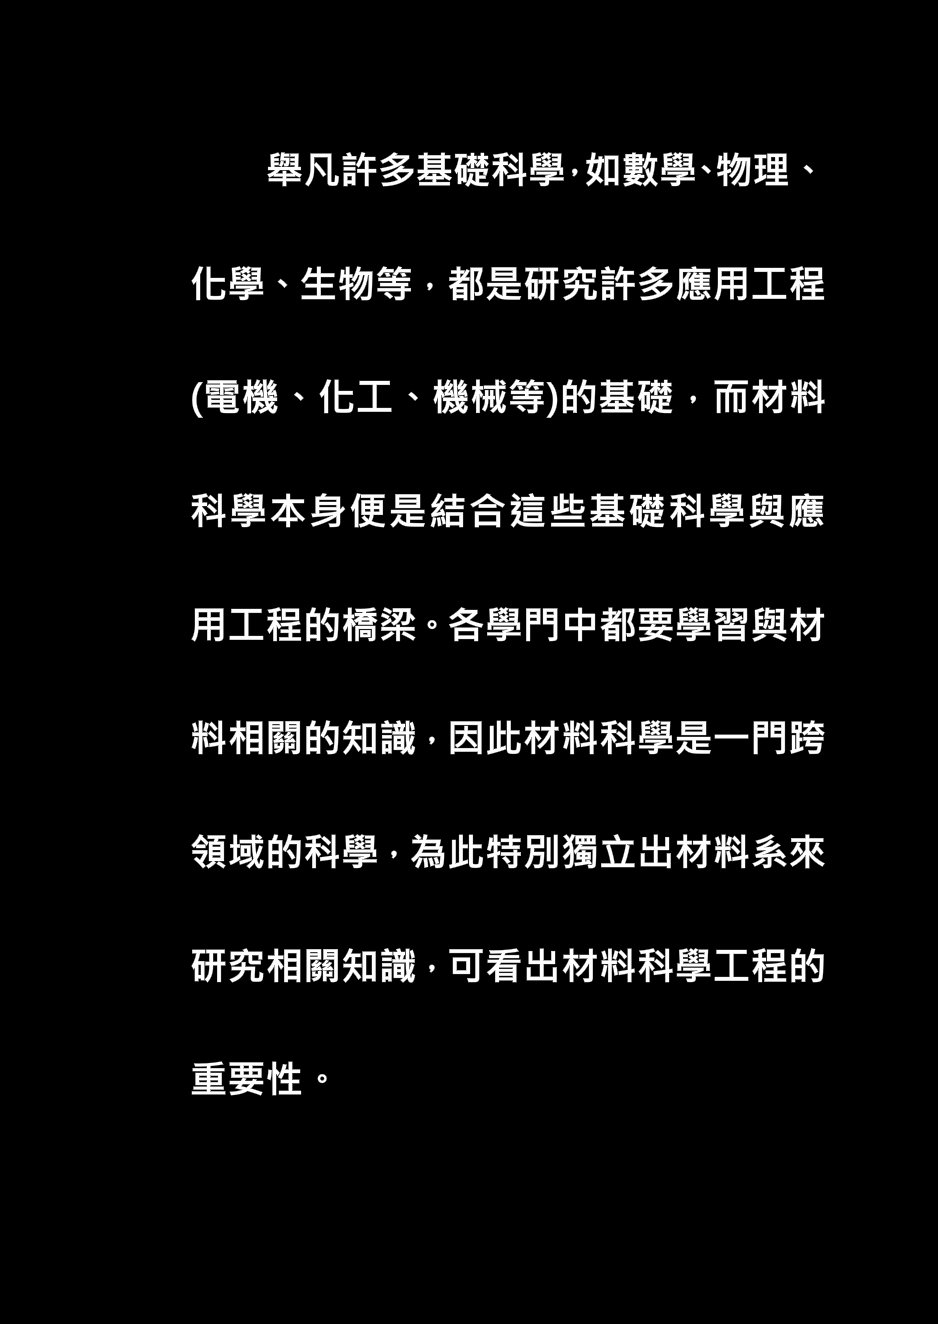 舉凡許多基礎科學，如數學、物理、
化學、生物等，都是研究許多應用工程
(電機、化工、機械等)的基礎，而材料
科學本身便是結合這些基礎科學與應
用工程的橋梁。各學門中都要學習與材
料相關的知識，因此材料科學是一門跨
領域的科學，為此特別獨立出材料系來
研究相關知識，可看出材料科學工程的
重要性。